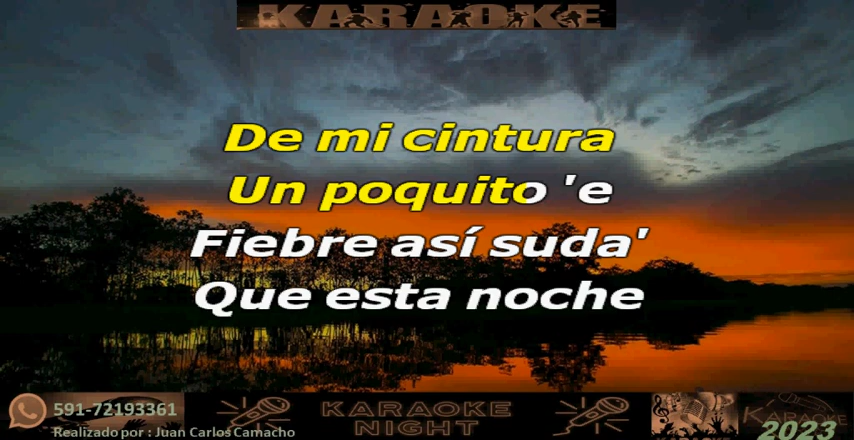 KARAOKE
De mi cintura
Un poquito 'e
Fiebre así suda'
Que esta noche
591-72193361
Realizado por : Juan Carlos Camacho
KARAOKE
NIGHT
KARAOKE
KARAOKE
2023